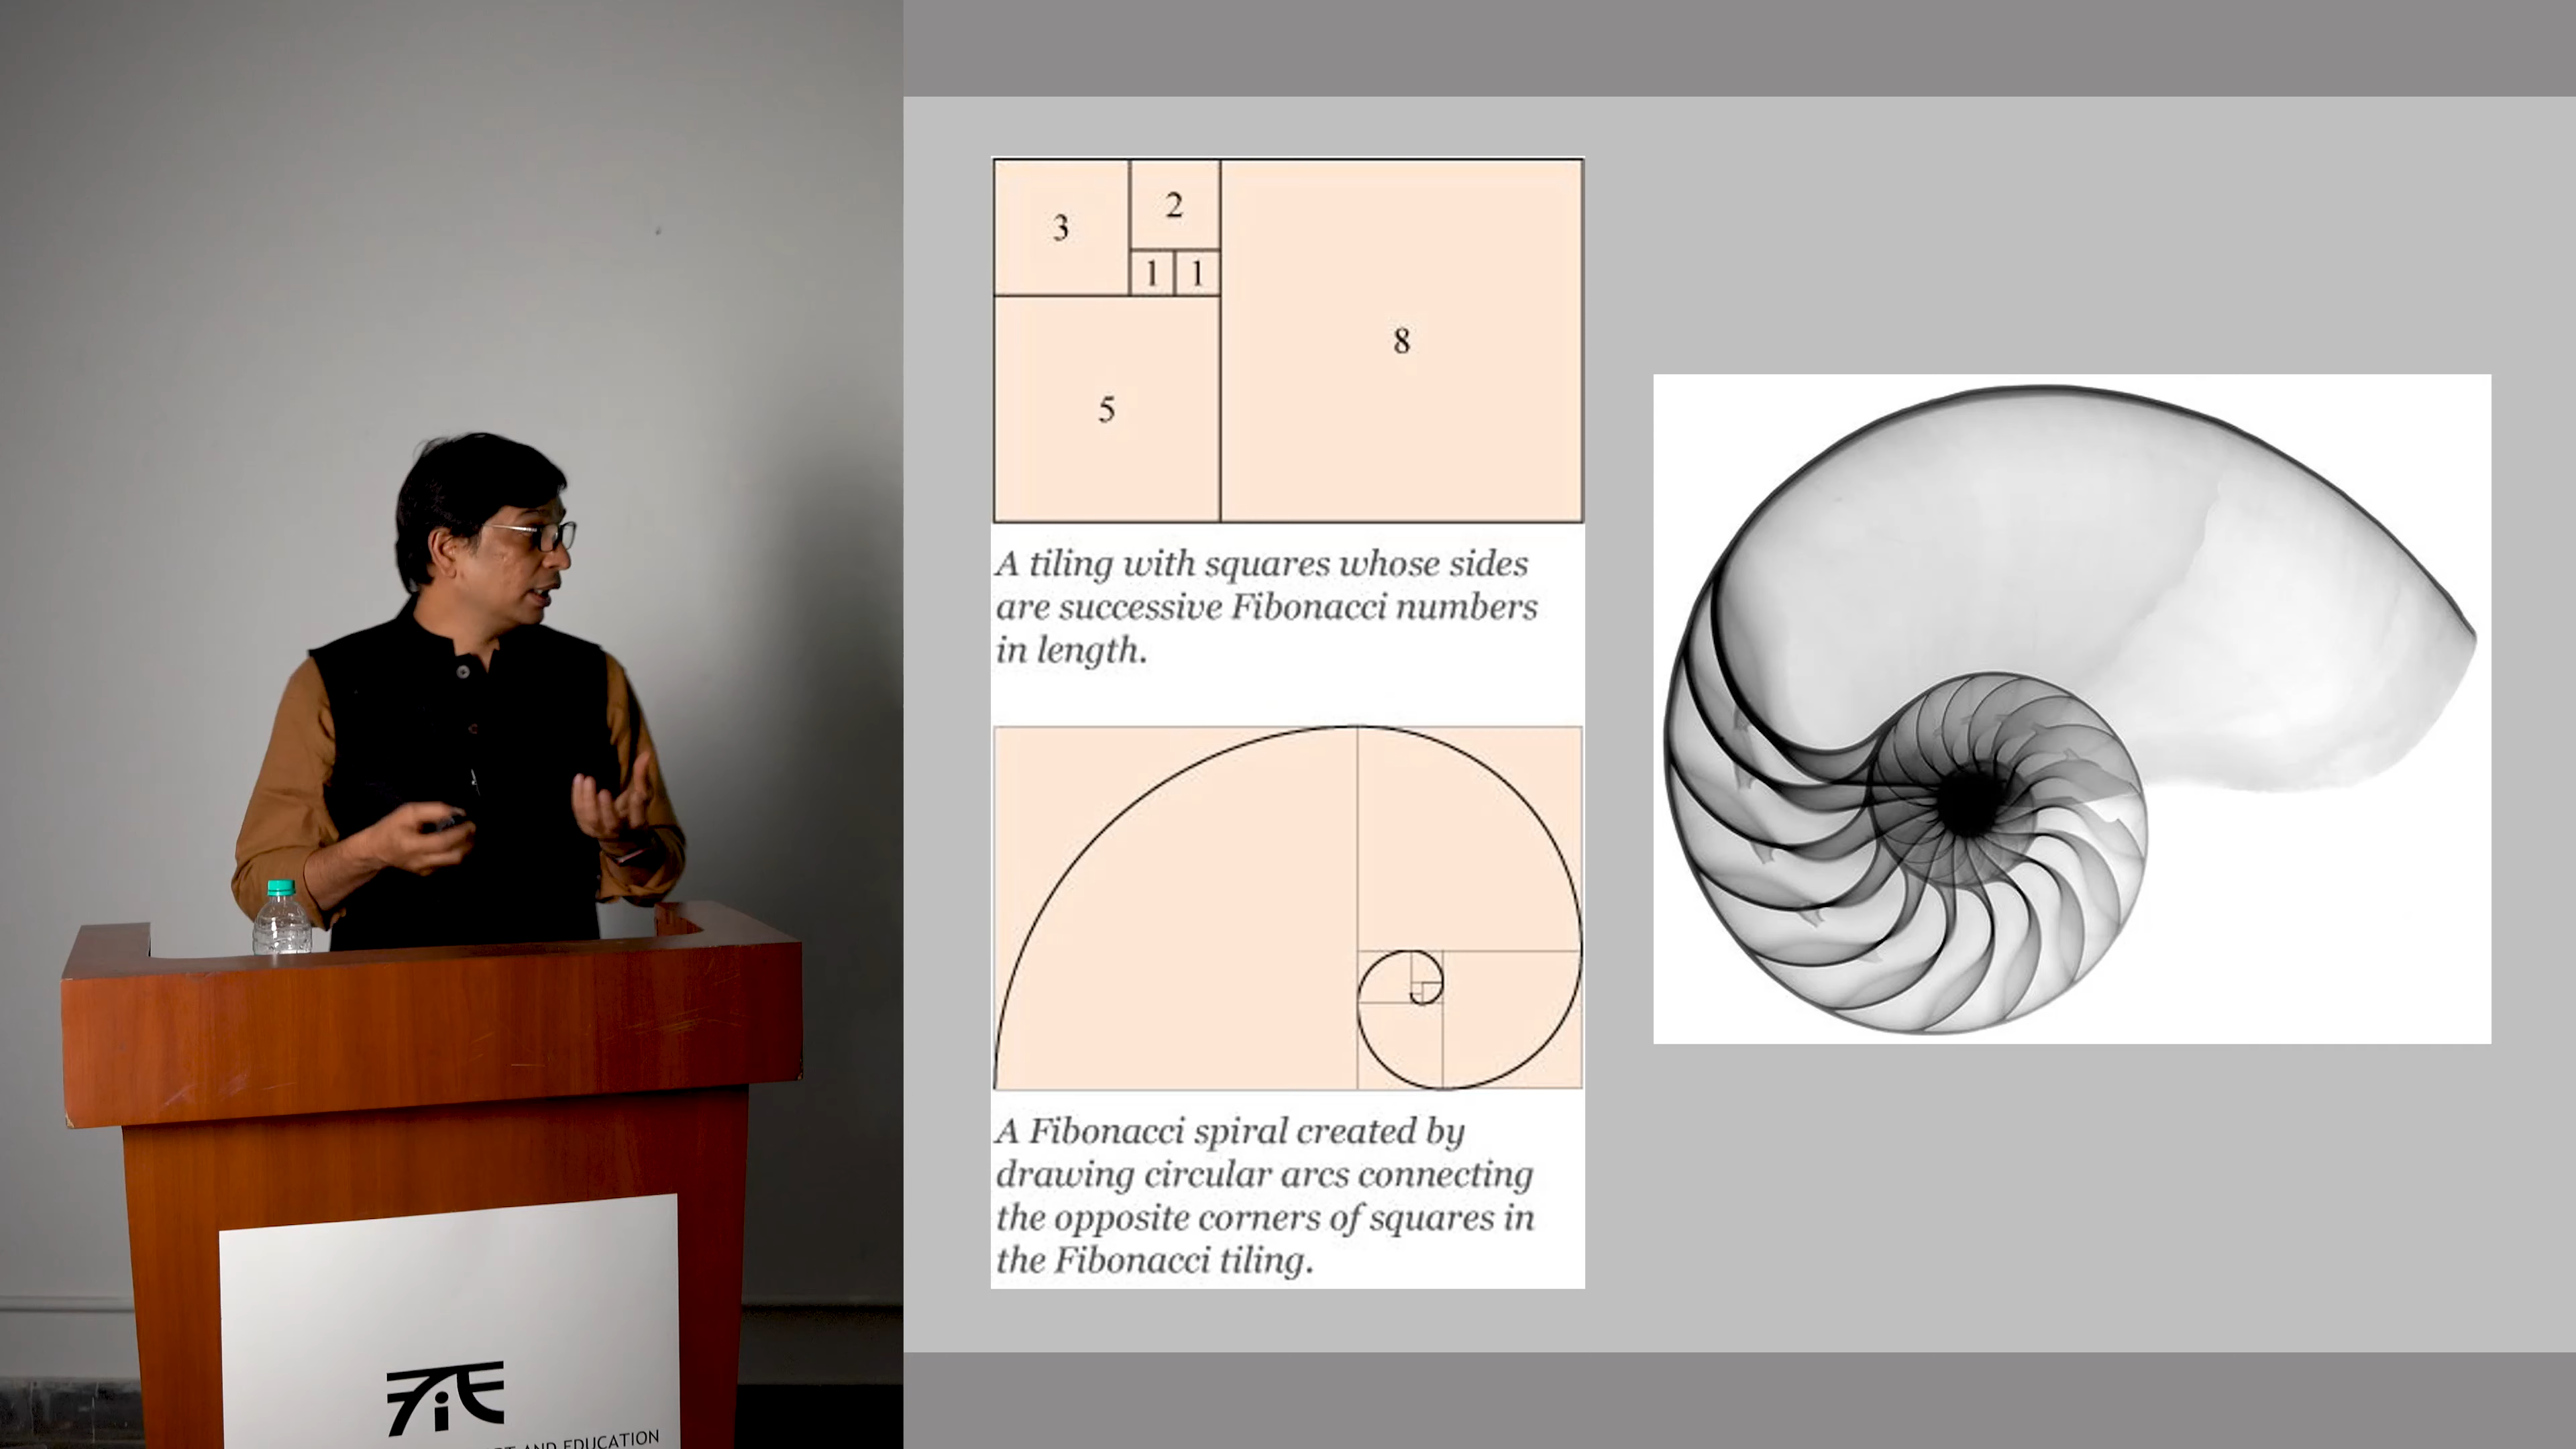 3
2
1 1
8
5
A tiling with squares whose sides
are successive Fibonacci numbers
in length.
A Fibonacci spiral created by
drawing circular arcs connecting
the opposite corners of squares in
the Fibonacci tiling.
AND EDUCATION